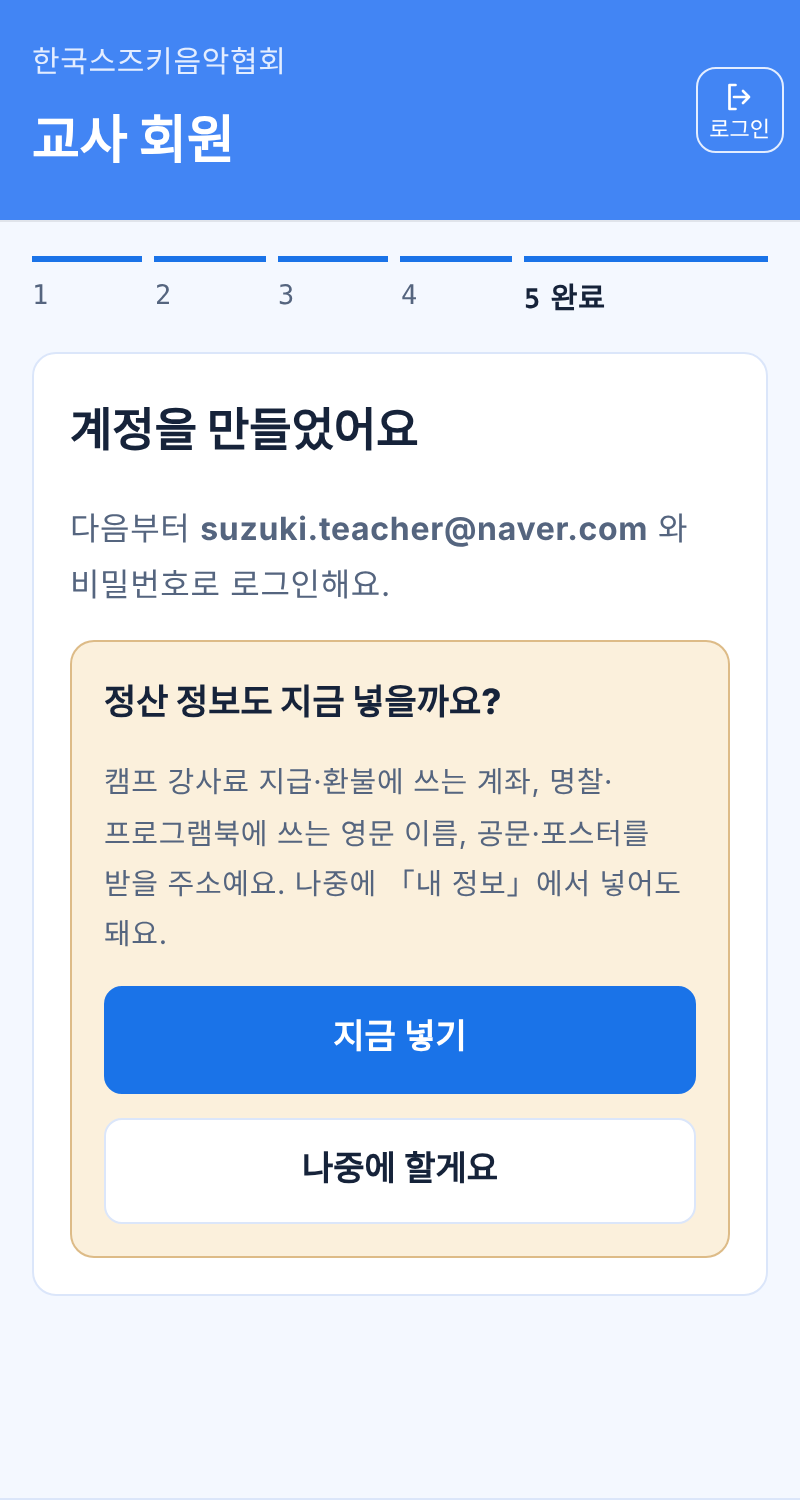 한국스즈키음악협회
교사 회원
로그인
1
2
3
4
5 완료
계정을 만들었어요
다음부터 suzuki.teacher@naver.com 와
비밀번호로 로그인해요.
정산 정보도 지금 넣을까요?
캠프 강사로 지급·환불에 쓰는 계좌, 명찰·
프로그램북에 쓰는 영문 이름, 공문·포스터를
받을 주소예요. 나중에 「내 정보」에서 넣어도
돼요.
지금 넣기
나중에 할게요